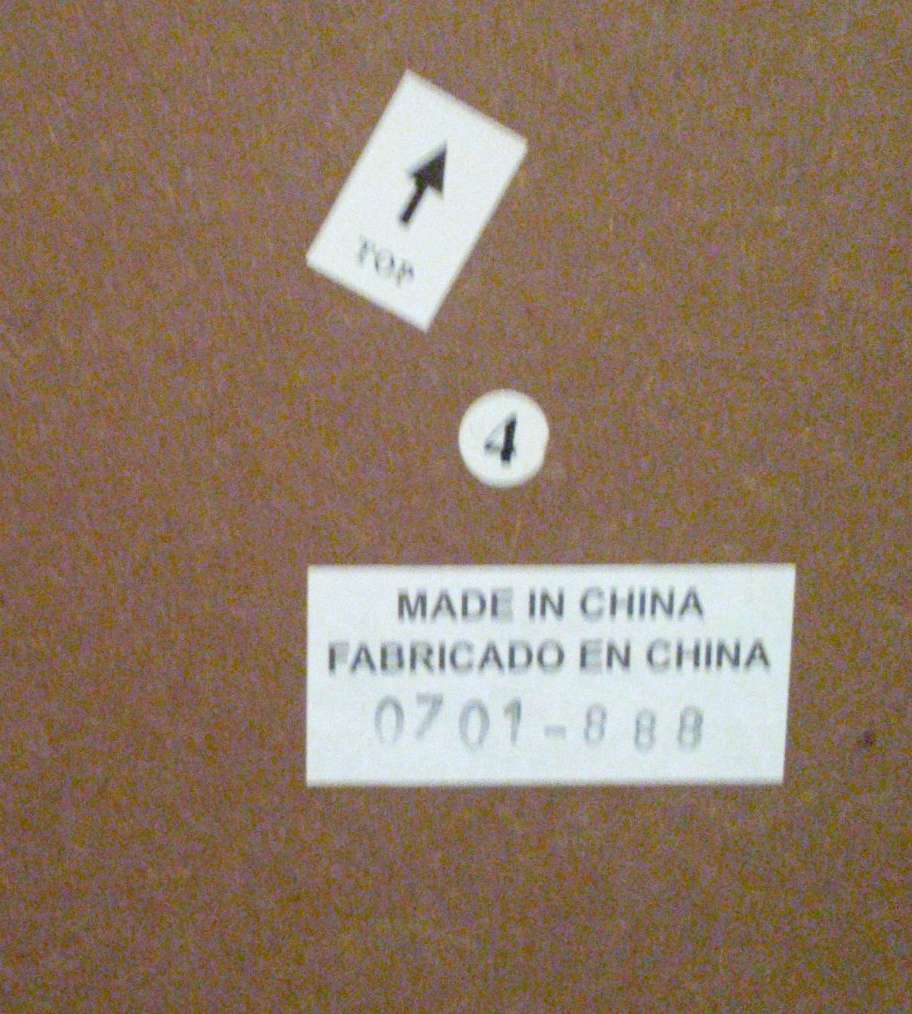 TOP
4
MADE IN CHINA
FABRICADO EN CHINA
0701-888